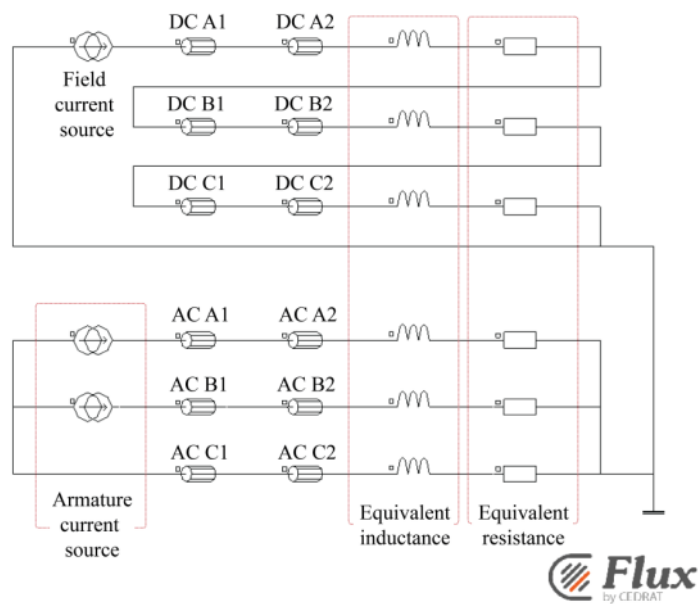 DC A1 DC A2
Field
current
source
DC B1 DC B2
DC C1 DC C2
AC A1 AC A2
AC B1 AC B2
AC C1 AC C2
Armature
current
source
Equivalent
inductance
Equivalent
resistance
Flux
by CEDRAT